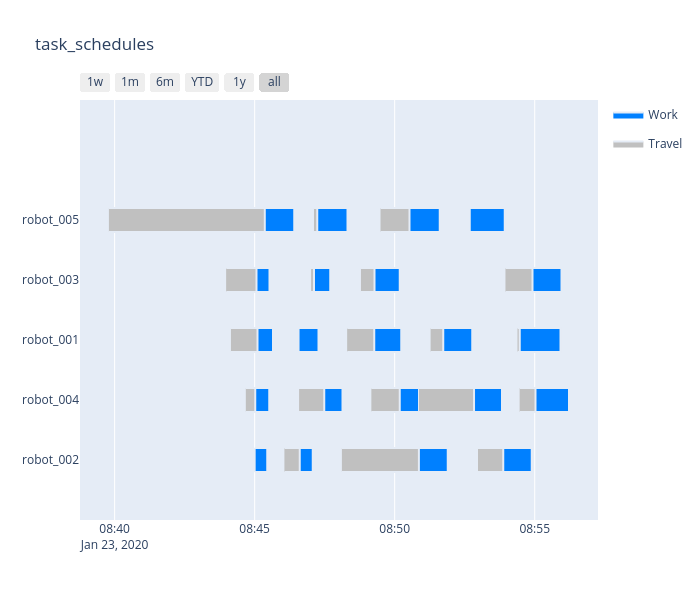 task_schedules
1w 1m 6m YTD 1y all
Work
Travel
robot_005
robot_003
robot_001
robot_004
robot_002
08:40 08:45 08:50 08:55
Jan 23, 2020